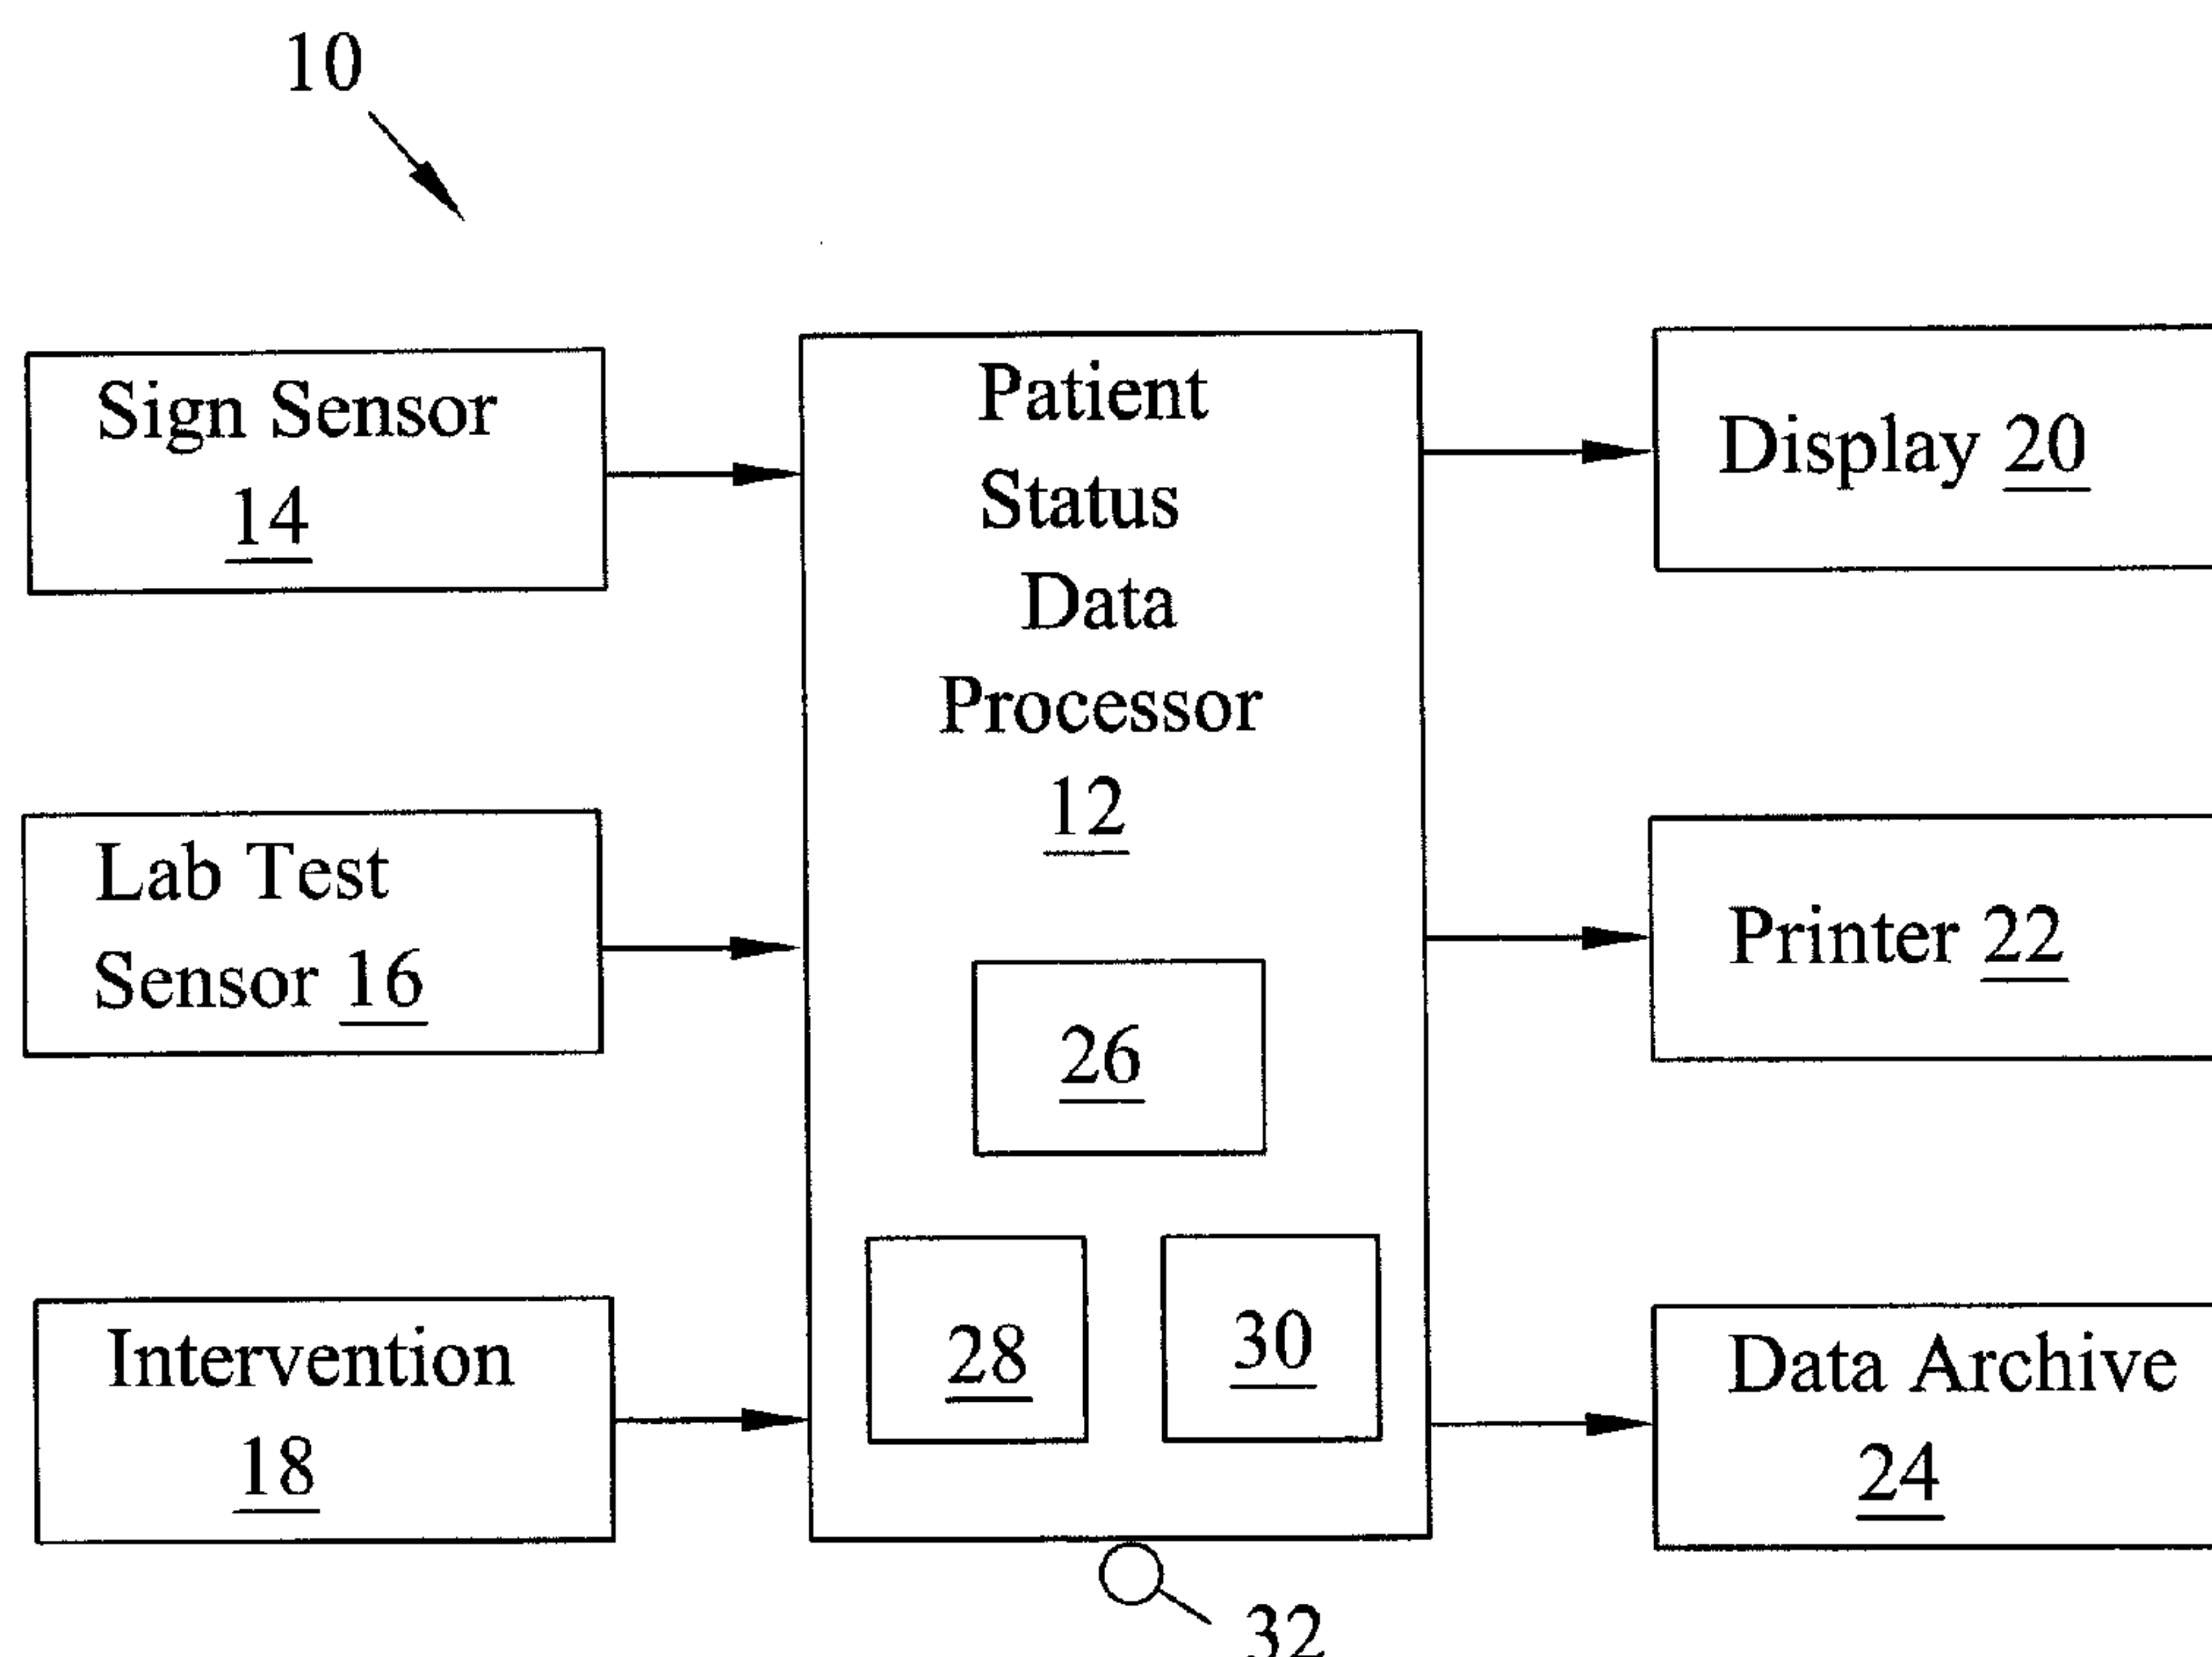 10
Sign Sensor
14
Lab Test
Sensor 16
Intervention
18
Patient
Status
Data
Processor
12
26
28
30
32
Display 20
Printer 22
Data Archive
24